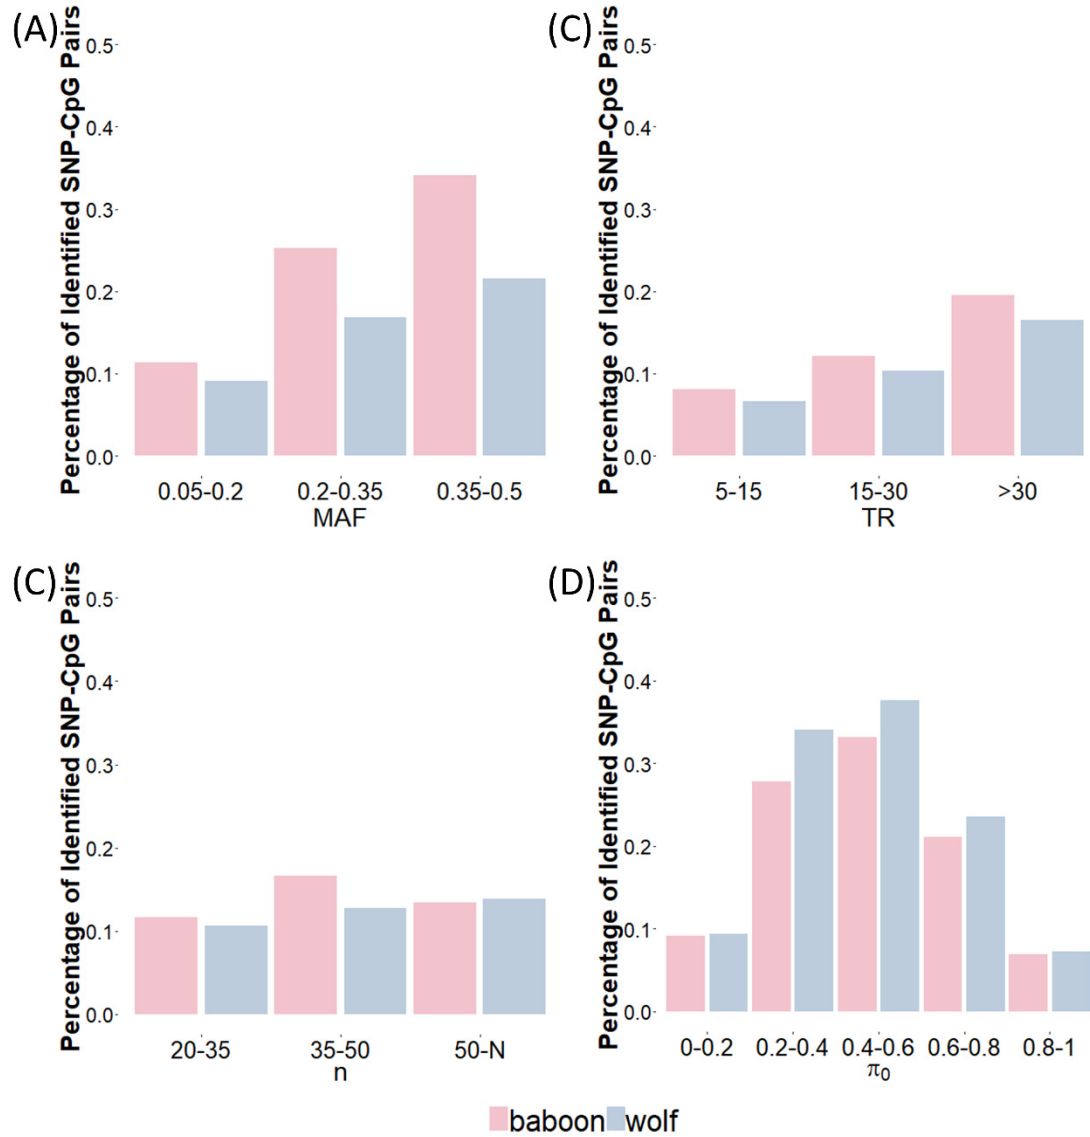 (A)
Percentage of Identified SNP-CpG Pairs
0.5
0.4
0.3
0.2
0.1
0.0
0.05-0.2 0.2-0.35 0.35-0.5
MAF
(C)
Percentage of Identified SNP-CpG Pairs
0.5
0.4
0.3
0.2
0.1
0.0
5-15 15-30 >30
TR
(C)
Percentage of Identified SNP-CpG Pairs
0.5
0.4
0.3
0.2
0.1
0.0
20-35 35-50 50-N
n
(D)
Percentage of Identified SNP-CpG Pairs
0.5
0.4
0.3
0.2
0.1
0.0
0-0.2 0.2-0.4 0.4-0.6 0.6-0.8 0.8-1
π₀
baboon wolf